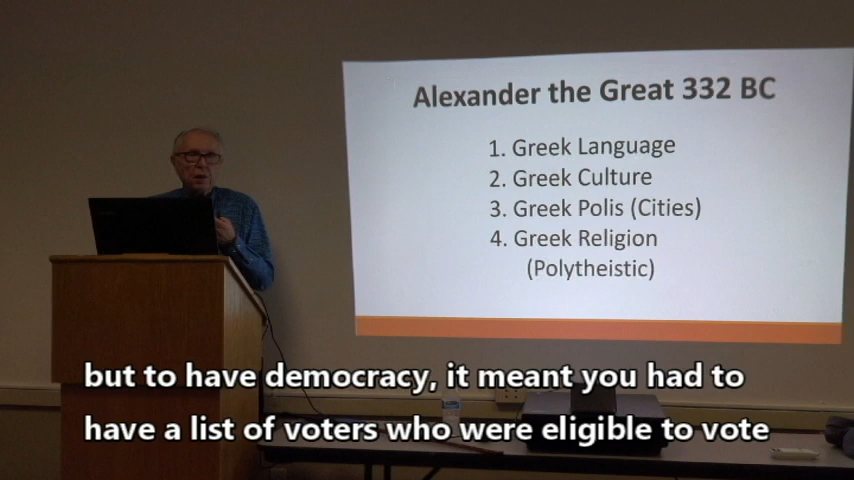 Alexander the Great 332 BC
1. Greek Language
2. Greek Culture
3. Greek Polis (Cities)
4. Greek Religion
(Polytheistic)
but to have democracy, it meant you had to
have a list of voters who were eligible to vote